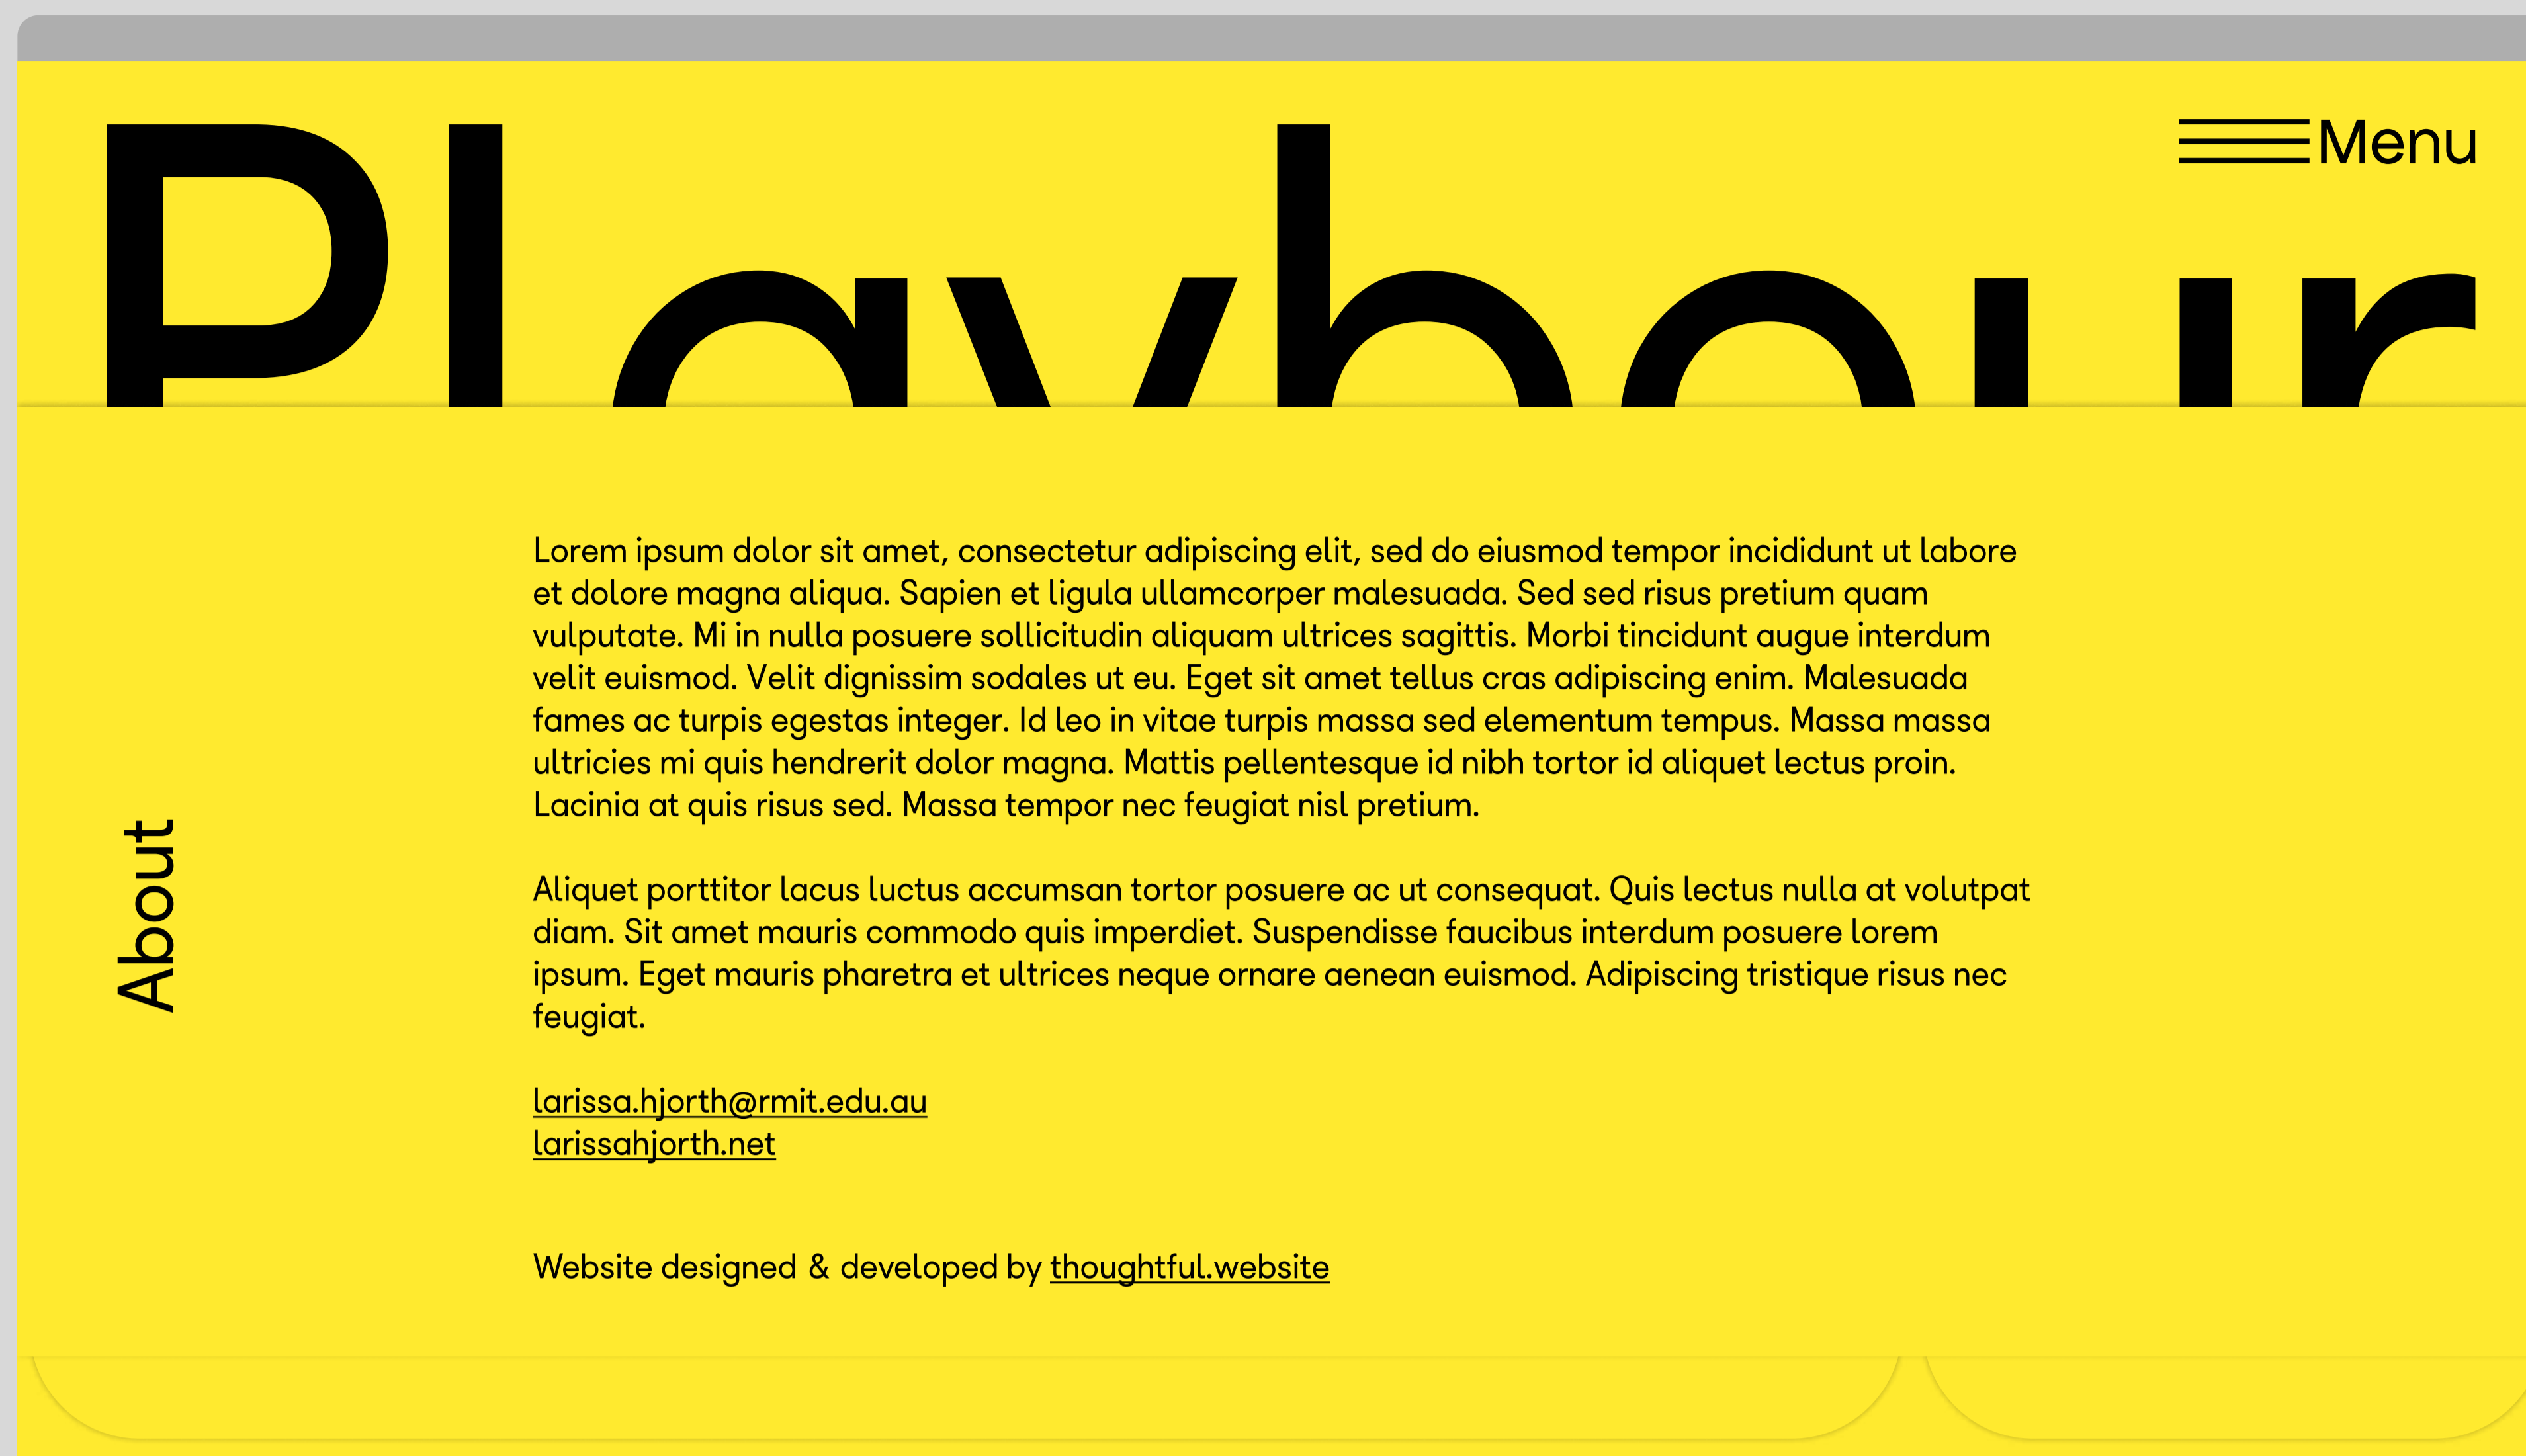 Playbour
Menu
Lorem ipsum dolor sit amet, consectetur adipiscing elit, sed do eiusmod tempor incididunt ut labore
et dolore magna aliqua. Sapien et ligula ullamcorper malesuada. Sed sed risus pretium quam
vulputate. Mi in nulla posuere sollicitudin aliquam ultrices sagittis. Morbi tincidunt augue interdum
velit euismod. Velit dignissim sodales ut eu. Eget sit amet tellus cras adipiscing enim. Malesuada
fames ac turpis egestas integer. Id leo in vitae turpis massa sed elementum tempus. Massa massa
ultricies mi quis hendrerit dolor magna. Mattis pellentesque id nibh tortor id aliquet lectus proin.
Lacinia at quis risus sed. Massa tempor nec feugiat nisl pretium.
About
Aliquet porttitor lacus luctus accumsan tortor posuere ac ut consequat. Quis lectus nulla at volutpat
diam. Sit amet mauris commodo quis imperdiet. Suspendisse faucibus interdum posuere lorem
ipsum. Eget mauris pharetra et ultrices neque ornare aenean euismod. Adipiscing tristique risus nec
feugiat.
larissa.hjorth@rmit.edu.au
larissahjorth.net
Website designed & developed by thoughtful.website